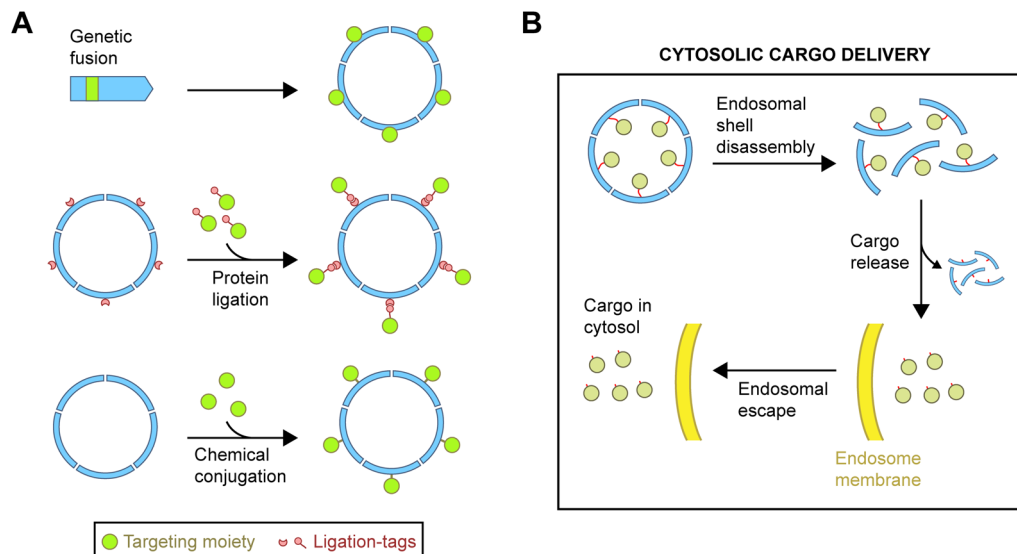 A
Genetic
fusion
Protein
ligation
Chemical
conjugation
Targeting moiety
Ligation-tags
B
CYTOSOLIC CARGO DELIVERY
Endosomal
shell
disassembly
Cargo
release
Cargo in
cytosol
Endosomal
escape
Endosome
membrane